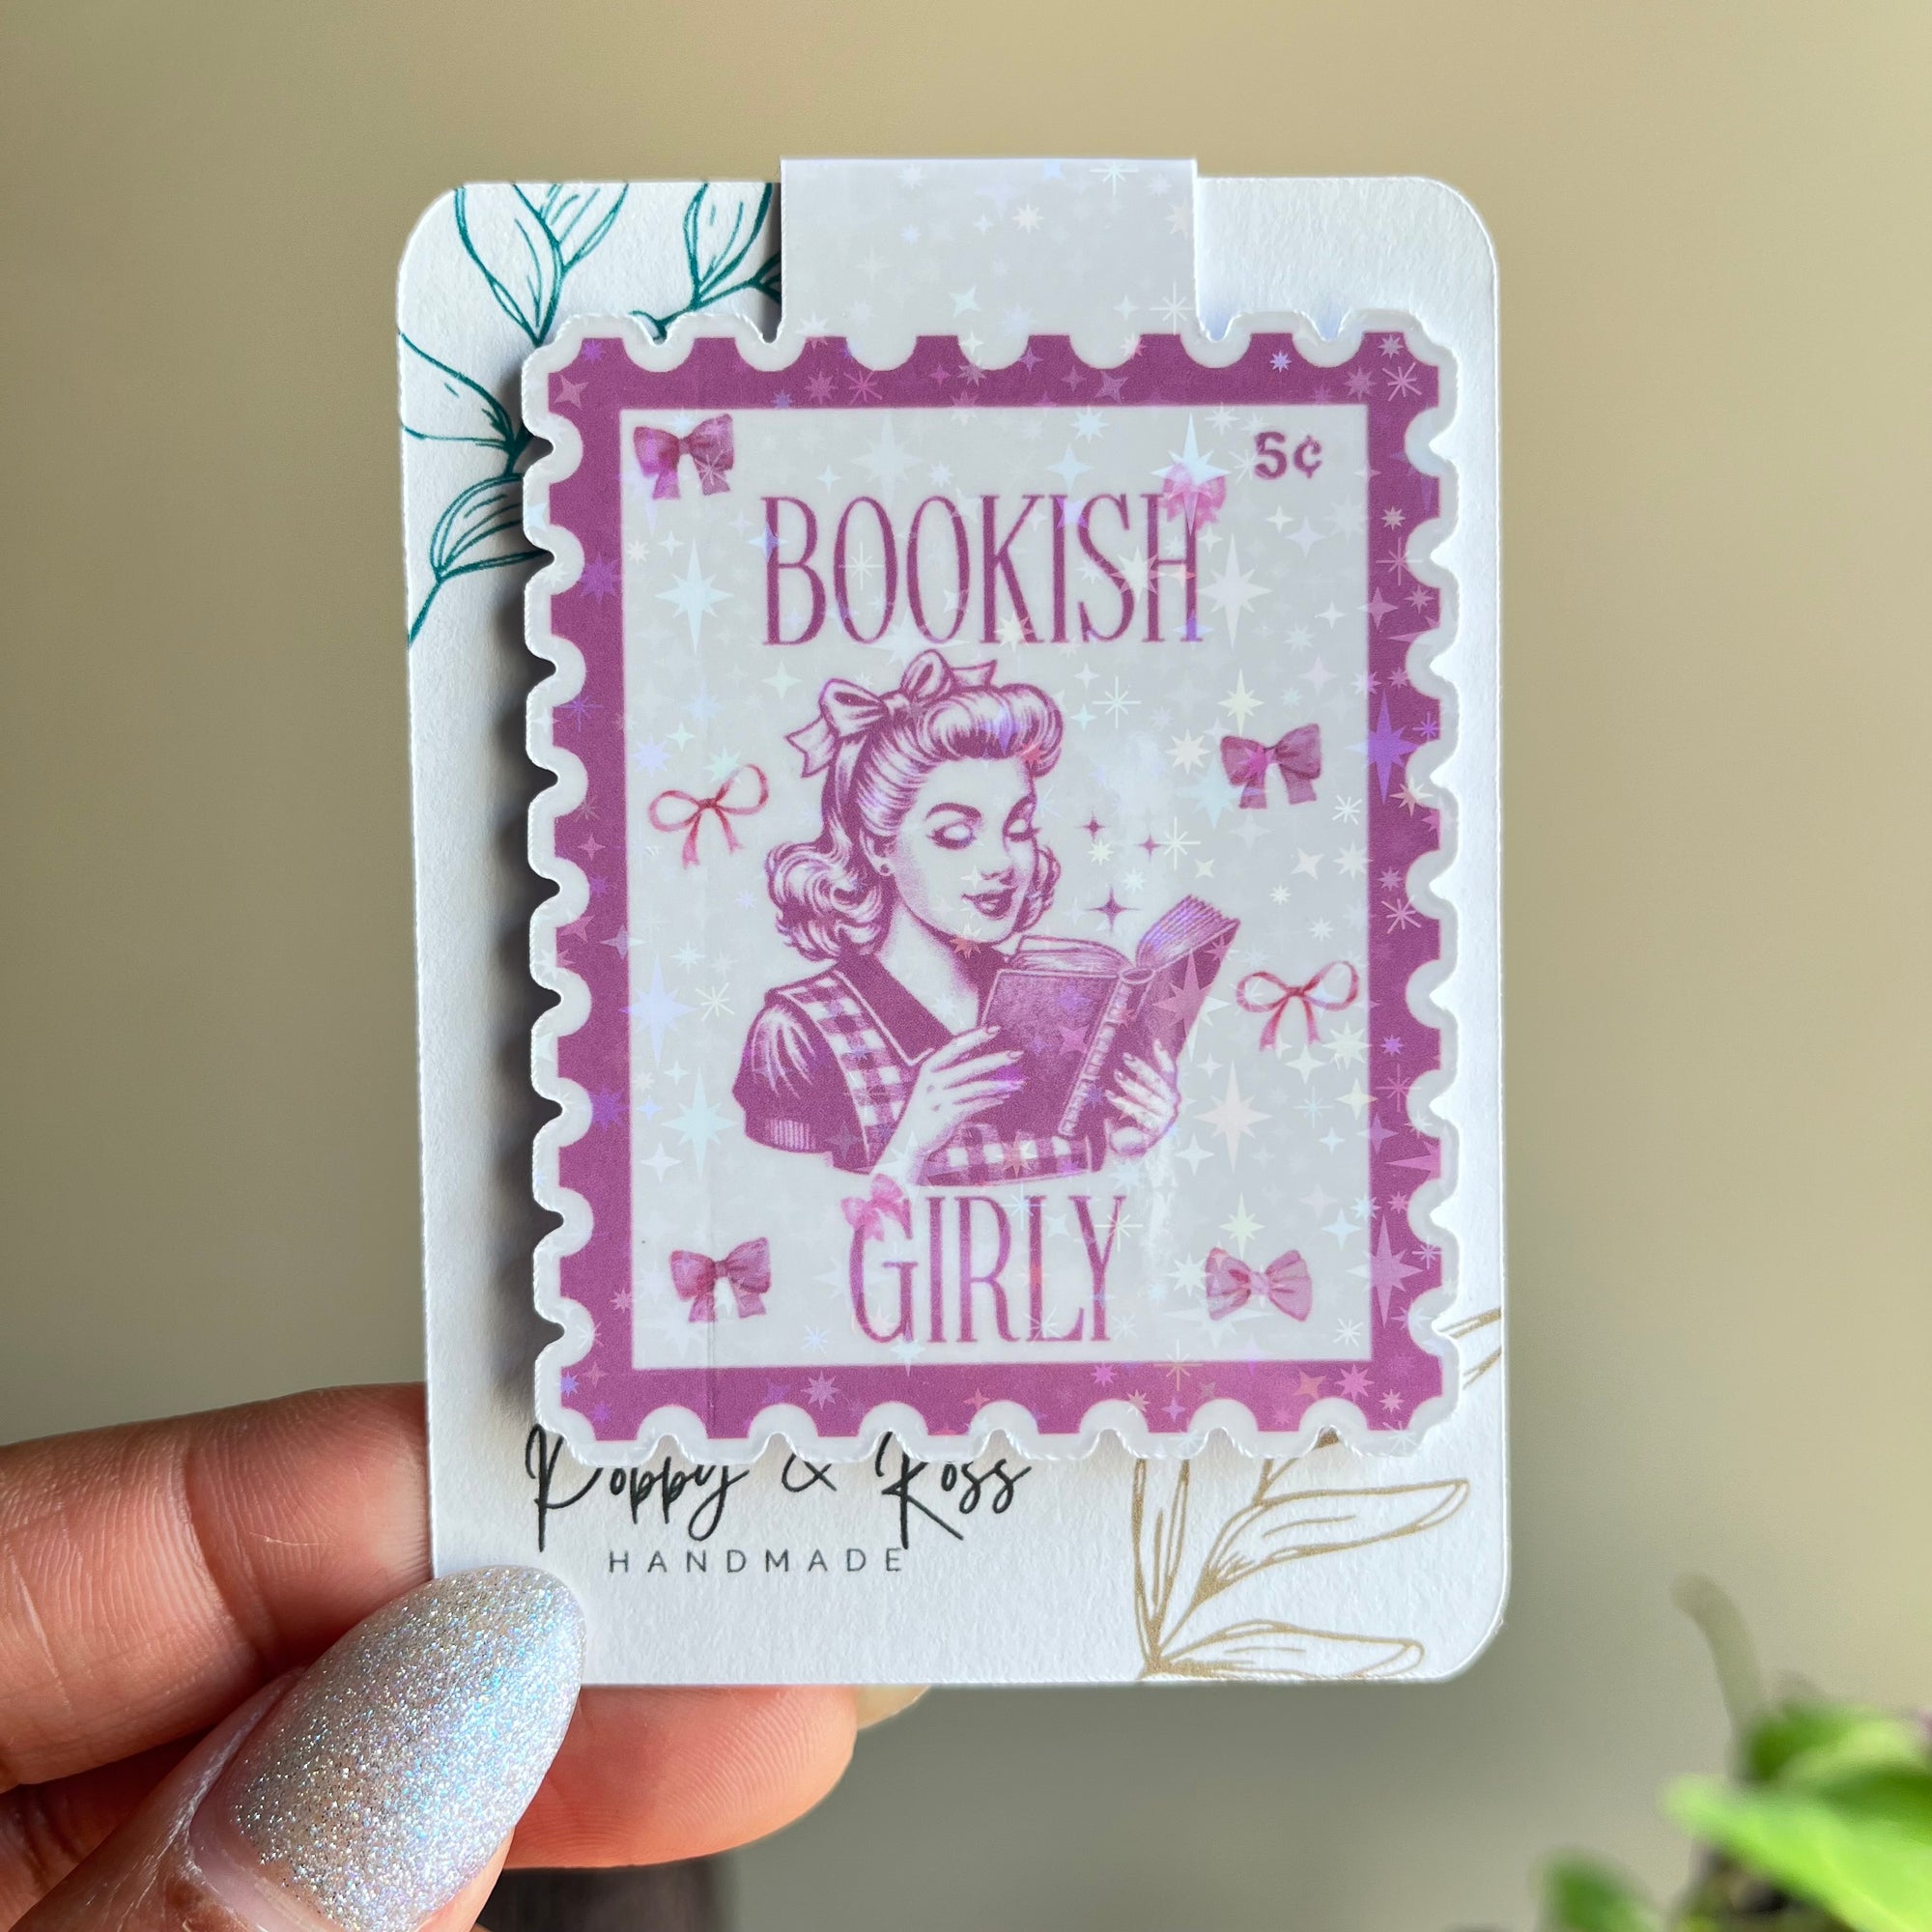 5¢
BOOKISH
GIRLY
Poppy & Ross
HANDMADE